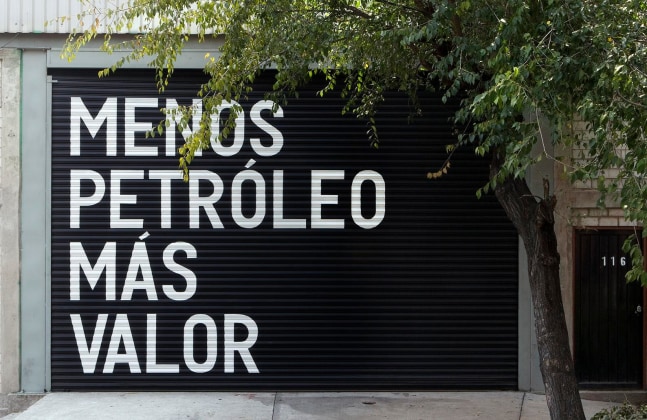 MENOS
PETRÓLEO
MÁS
VALOR
116